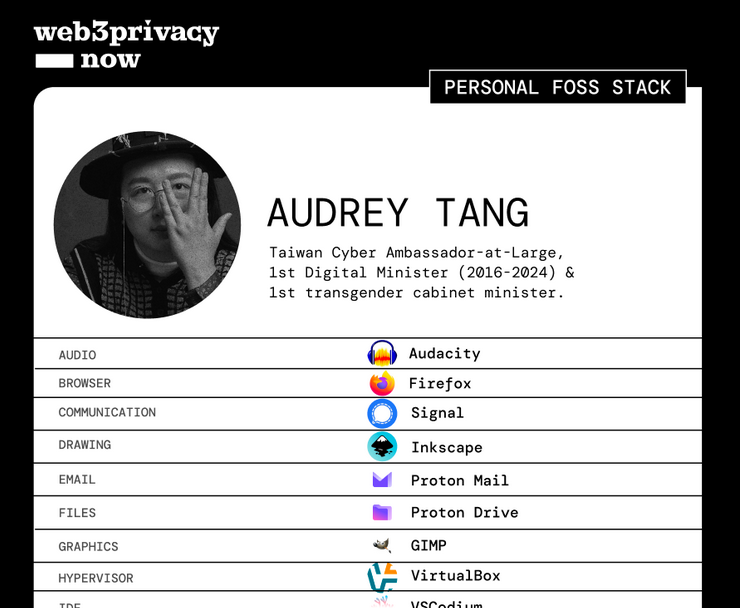 web3privacy
now
PERSONAL FOSS STACK
AUDREY TANG
Taiwan Cyber Ambassador-at-Large,
1st Digital Minister (2016-2024) &
1st transgender cabinet minister.
AUDIO Audacity
BROWSER Firefox
COMMUNICATION Signal
DRAWING Inkscape
EMAIL Proton Mail
FILES Proton Drive
GRAPHICS GIMP
HYPERVISOR VirtualBox
IDE VSCodium